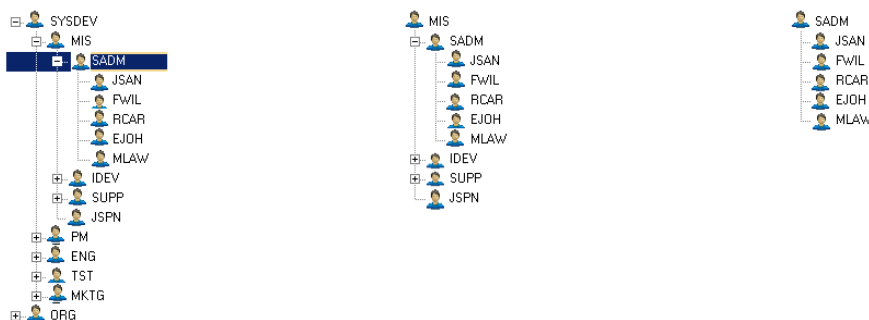 SYSDEV
MIS
SADM
JSAN
FWIL
RCAR
EJOH
MLAW
IDEV
SUPP
JSPN
PM
ENG
TST
MKTG
ORG
MIS
SADM
JSAN
FWIL
RCAR
EJOH
MLAW
IDEV
SUPP
JSPN
SADM
JSAN
FWIL
RCAR
EJOH
MLAW